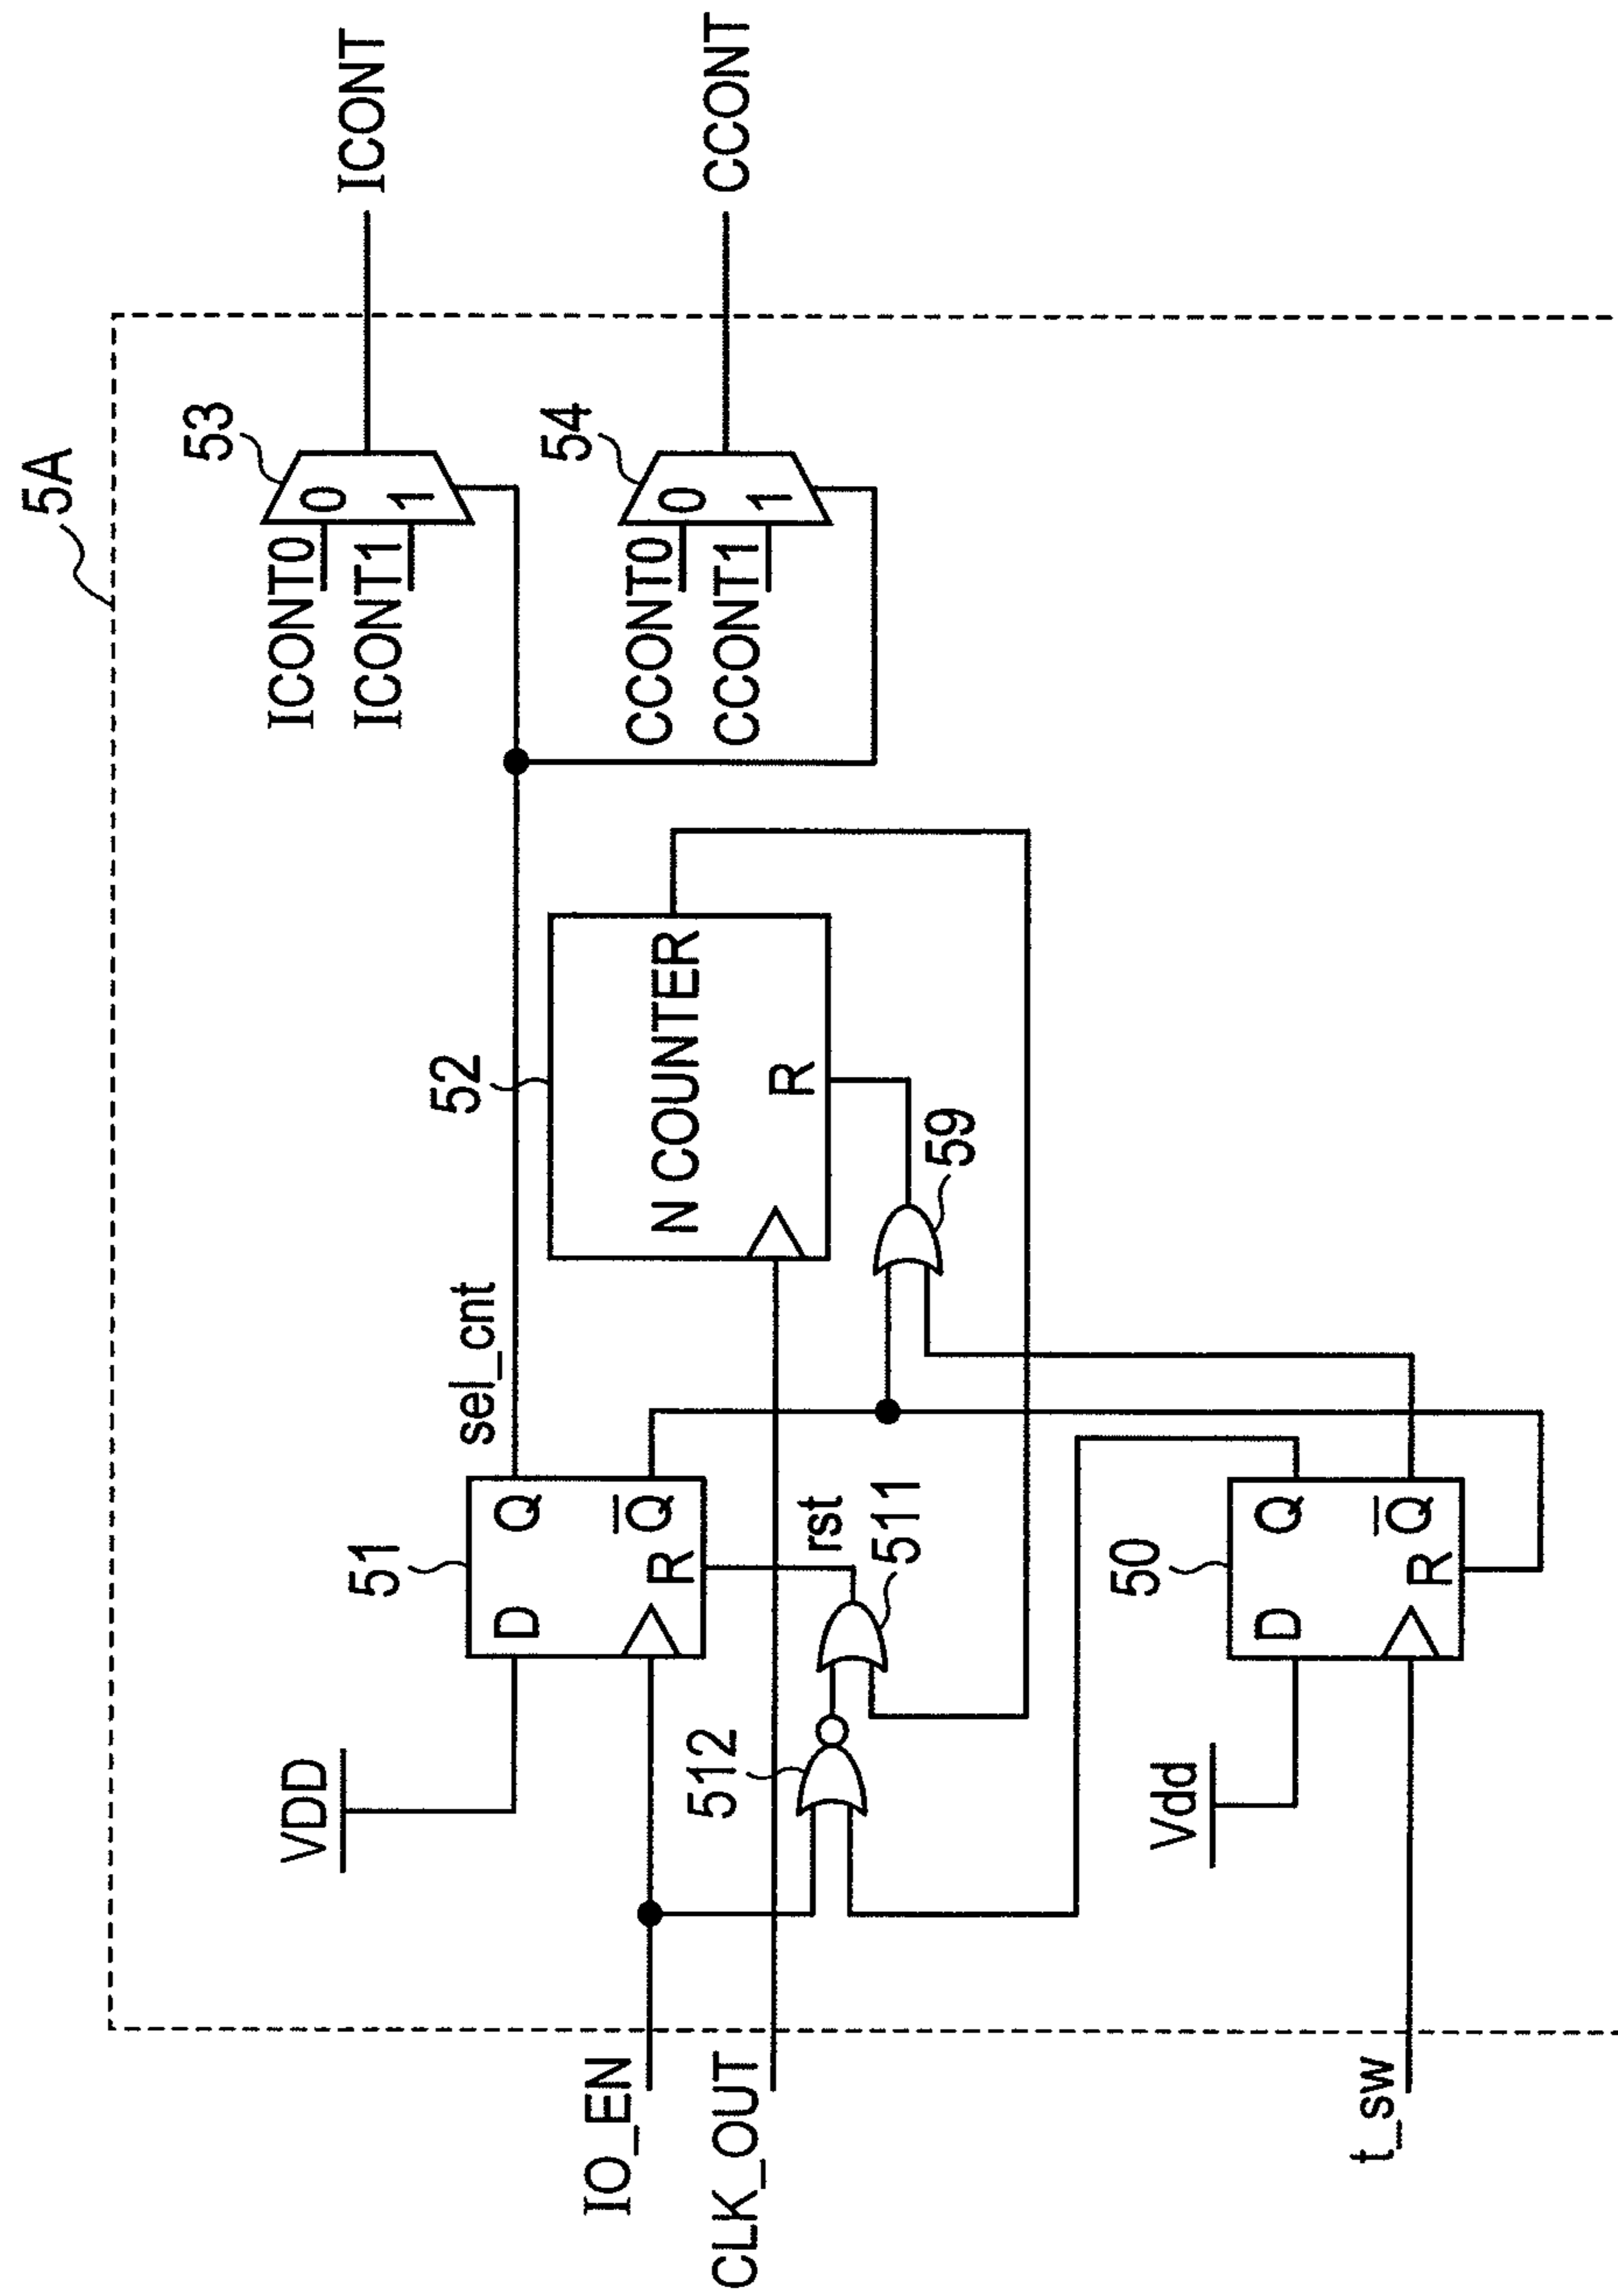 5A
VDD
51
D
Q
Q
R
sel_cnt
52
N COUNTER
R
53
0
1
ICONT0
ICONT1
ICONT
54
0
1
CCONT0
CCONT1
CCONT
IO_EN
CLK_OUT
512
rst
511
59
Vdd
50
D
Q
Q
R
t_sw